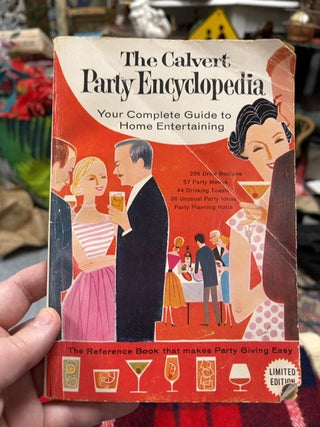 The Calvert
Party Encyclopedia
Your Complete Guide to
Home Entertaining
296 Drink Recipes
57 Party Menus
44 Drinking Toasts
36 Unusual Party Ideas
Party Planning Hints
The Reference Book that makes Party Giving Easy
LIMITED
EDITION